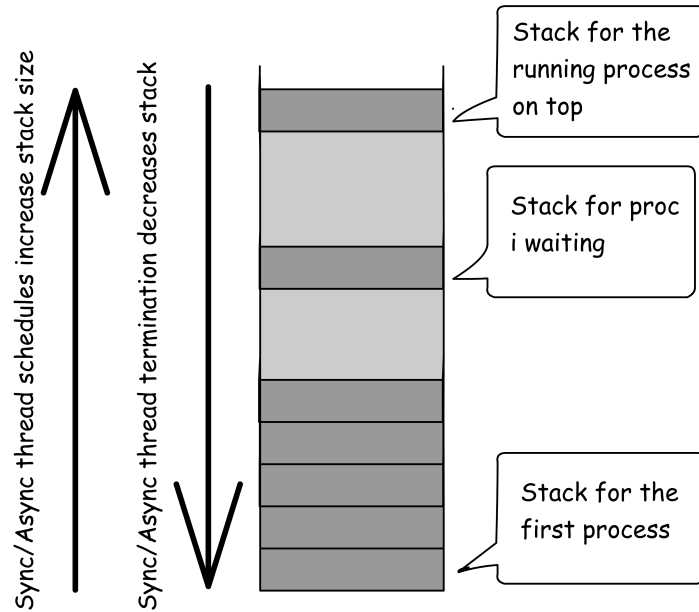 Sync/Async thread schedules increase stack size
Sync/Async thread termination decreases stack
Stack for the
running process
on top
Stack for proc
i waiting
Stack for the
first process